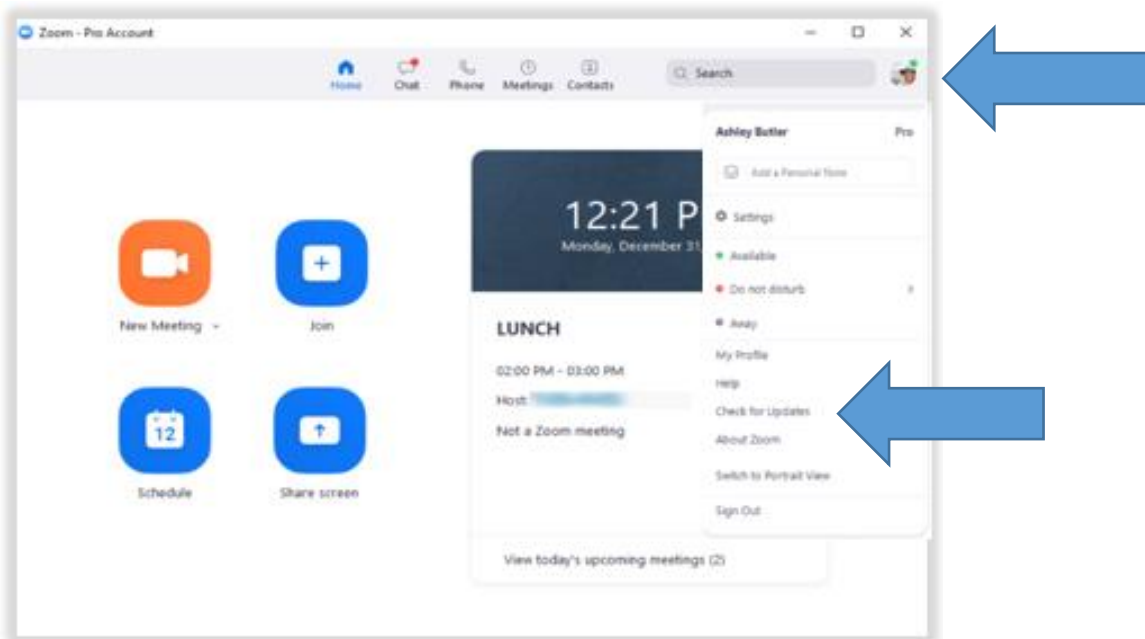 Zoom - Pro Account
Home
Chat
Phone
Meetings
Contacts
Search
Ashley Butler Pro
Add a Personal Note
Settings
Available
Do not disturb
Away
My Profile
Help
Check for Updates
About Zoom
Switch to Portrait View
Sign Out
12:21 P
Monday, December 31,
New Meeting
Join
12
Schedule
Share screen
LUNCH
02:00 PM - 03:00 PM
Host:
Not a Zoom meeting
View today's upcoming meetings (2)